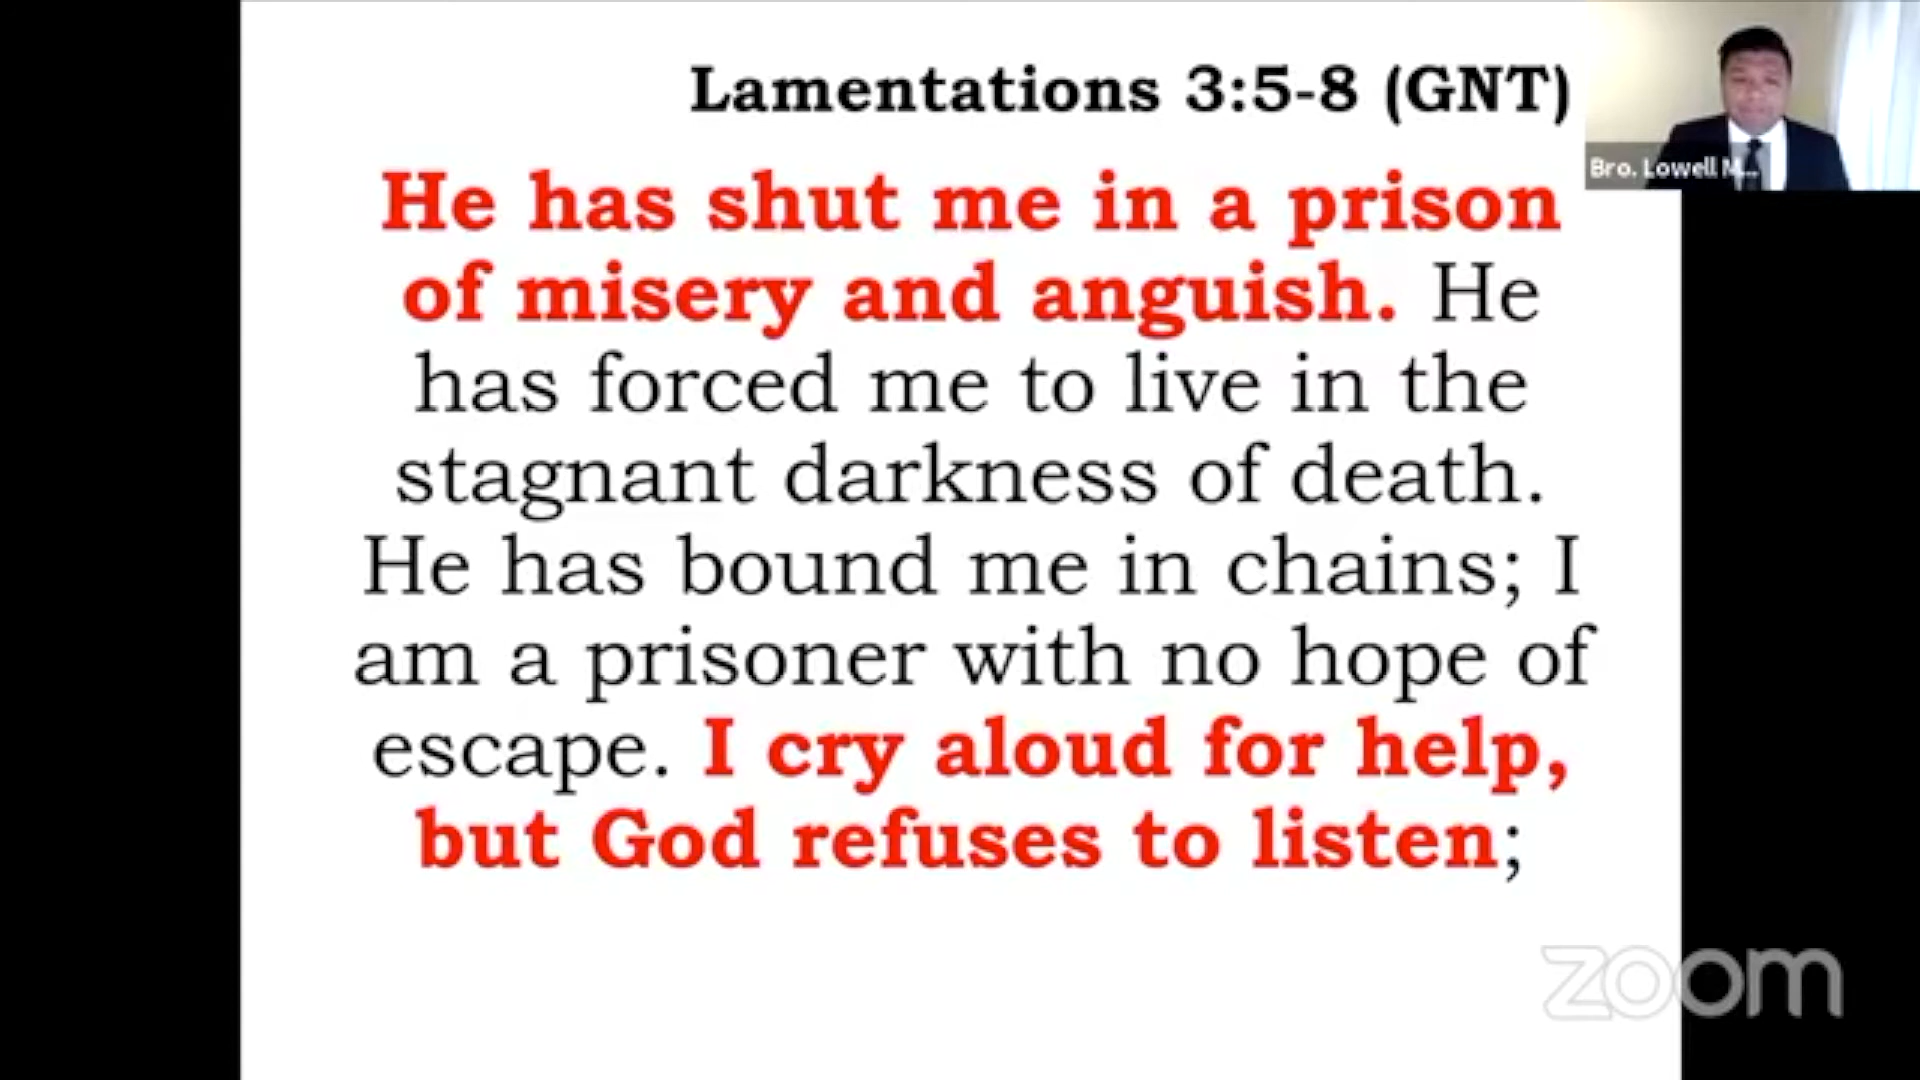 Lamentations 3:5-8 (GNT)
He has shut me in a prison
of misery and anguish. He
has forced me to live in the
stagnant darkness of death.
He has bound me in chains; I
am a prisoner with no hope of
escape. I cry aloud for help,
but God refuses to listen;
Bro. Lowell M...
zoom